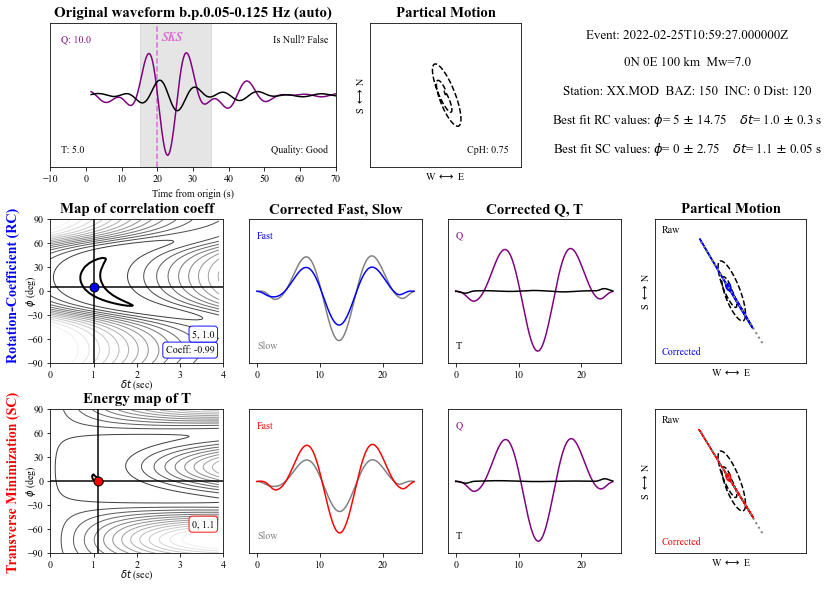 Original waveform b.p.0.05-0.125 Hz (auto)
Q: 10.0
SKS
Is Null? False
T: 5.0
Quality: Good
−10 0 10 20 30 40 50 60 70
Time from origin (s)
Partical Motion
S ⟷ N
CpH: 0.75
W ⟷ E
Event: 2022-02-25T10:59:27.000000Z
0N 0E 100 km Mw=7.0
Station: XX.MOD BAZ: 150 INC: 0 Dist: 120
Best fit RC values: ϕ= 5 ± 14.75 δt= 1.0 ± 0.3 s
Best fit SC values: ϕ= 0 ± 2.75 δt= 1.1 ± 0.05 s
Rotation-Coefficient (RC)
Map of correlation coeff
90
60
30
0
−30
−60
−90
ϕ (deg)
5, 1.0
Coeff: -0.99
0 1 2 3 4
δt (sec)
Corrected Fast, Slow
Fast
Slow
0 10 20
Corrected Q, T
Q
T
0 10 20
Partical Motion
Raw
S ⟷ N
Corrected
W ⟷ E
Transverse Minimization (SC)
Energy map of T
90
60
30
0
−30
−60
−90
ϕ (deg)
0, 1.1
0 1 2 3 4
δt (sec)
Fast
Slow
0 10 20
Q
T
0 10 20
Raw
S ⟷ N
Corrected
W ⟷ E